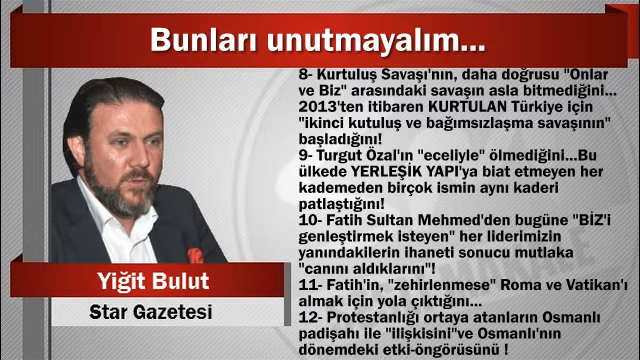 Bunları unutmayalım...
8- Kurtuluş Savaşı'nın, daha doğrusu "Onlar
ve Biz" arasındaki savaşın asla bitmediğini...
2013'ten itibaren KURTULAN Türkiye için
"ikinci kutuluş ve bağımsızlaşma savaşının"
başladığını!
9- Turgut Özal'ın "eceliyle" ölmediğini...Bu
ülkede YERLEŞİK YAPI'ya biat etmeyen her
kademeden birçok ismin aynı kaderi
patlaştığını!
10- Fatih Sultan Mehmed'den bugüne "BİZ'i
genleştirmek isteyen" her liderimizin
yanındakilerin ihaneti sonucu mutlaka
"canını aldıklarını"!
11- Fatih'in, "zehirlenmese" Roma ve Vatikan'ı
almak için yola çıktığını...
12- Protestanlığı ortaya atanların Osmanlı
padişahı ile "ilişkisini"ve Osmanlı'nın
dönemdeki etki-öngörüsünü !
Yiğit Bulut
Star Gazetesi